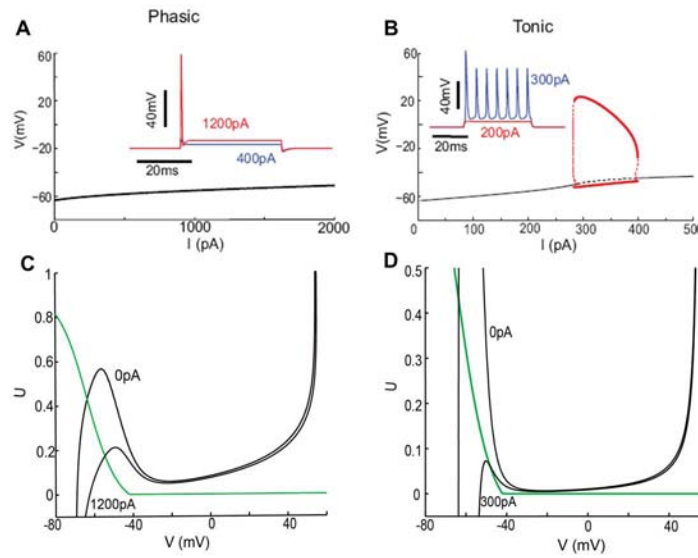 Phasic
Tonic
A
B
60
20
-20
-60
V(mV)
40mV
1200pA
400pA
20ms
0
1000
2000
I (pA)
60
20
-20
-60
V(mV)
40mV
300pA
200pA
20ms
0
100
200
300
400
500
I (pA)
C
D
1
0.8
0.6
0.4
0.2
0
U
0pA
1200pA
-80
-40
0
40
V (mV)
0.5
0.4
0.3
0.2
0.1
0
U
0pA
300pA
-80
-40
0
40
V (mV)